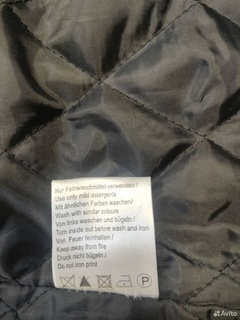 Nur Feinwaschmittel verwenden/
Use only mild detergents
Mit ähnlichen Farben waschen/
Wash with similar colours
Von links waschen und bügeln/
Turn inside out before wash and iron
Von Feuer fernhalten/
Keep away from fire
Druck nicht bügeln/
Do not iron print
P
Avito